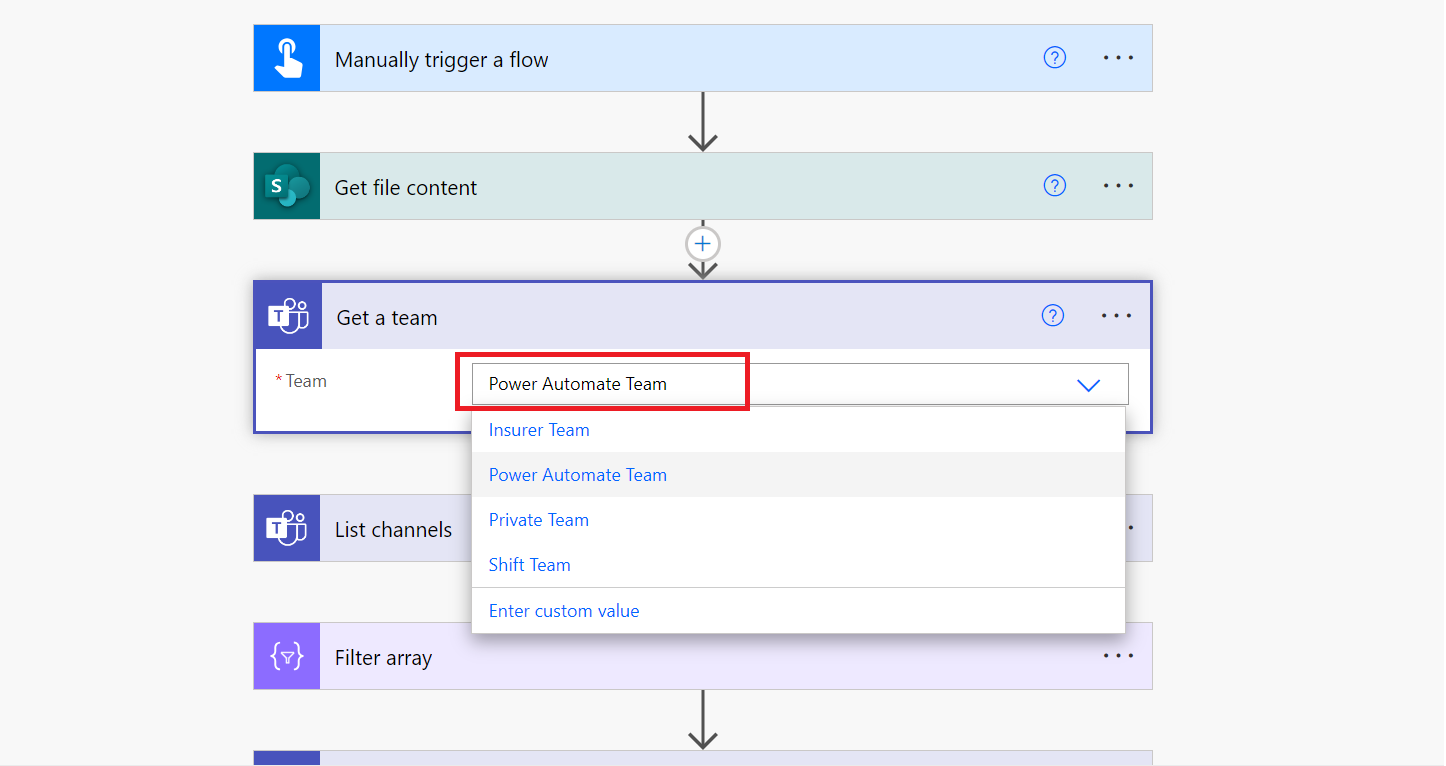 Manually trigger a flow
?
S
Get file content
?
T
Get a team
?
* Team
Power Automate Team
Insurer Team
Power Automate Team
Private Team
Shift Team
Enter custom value
T
List channels
Filter array